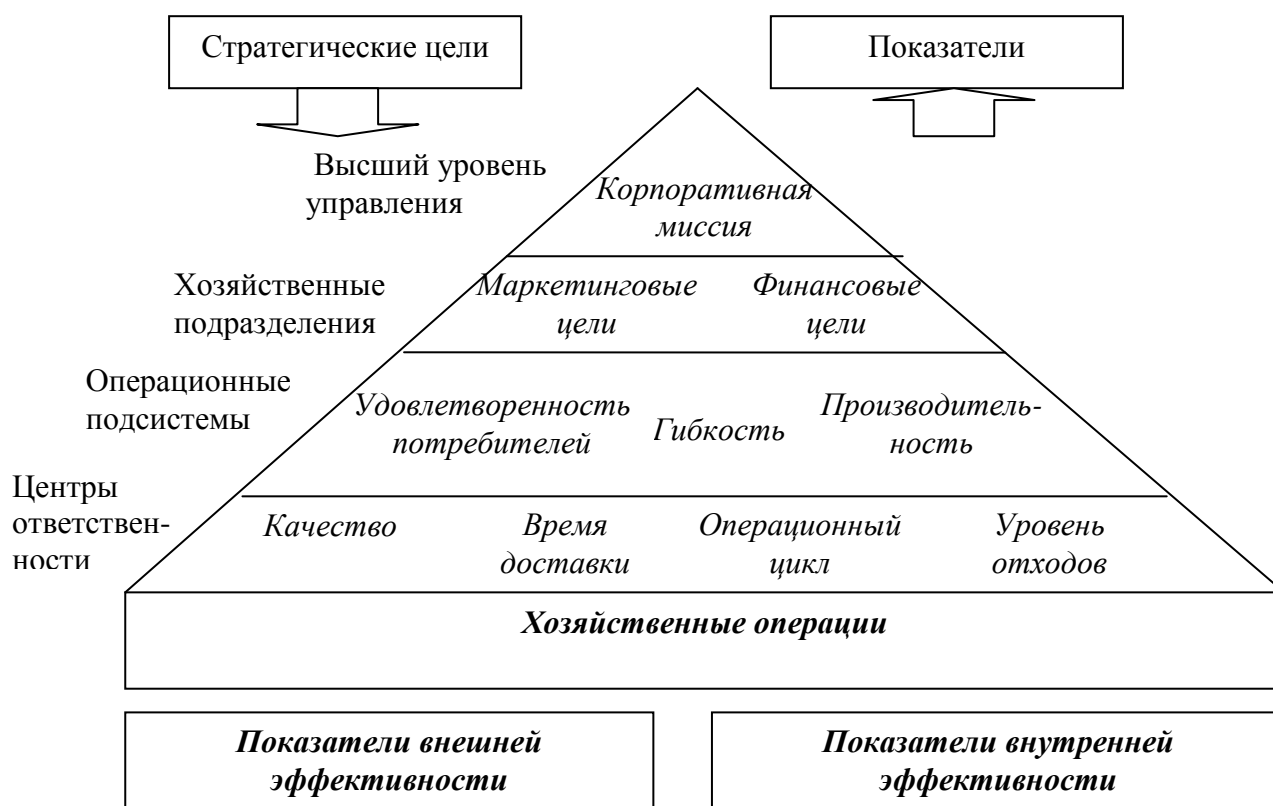 Стратегические цели
Показатели
Высший уровень
управления
Корпоративная
миссия
Хозяйственные
подразделения
Маркетинговые
цели
Финансовые
цели
Операционные
подсистемы
Удовлетворенность
потребителей
Гибкость
Производитель-
ность
Центры
ответствен-
ности
Качество
Время
доставки
Операционный
цикл
Уровень
отходов
Хозяйственные операции
Показатели внешней
эффективности
Показатели внутренней
эффективности